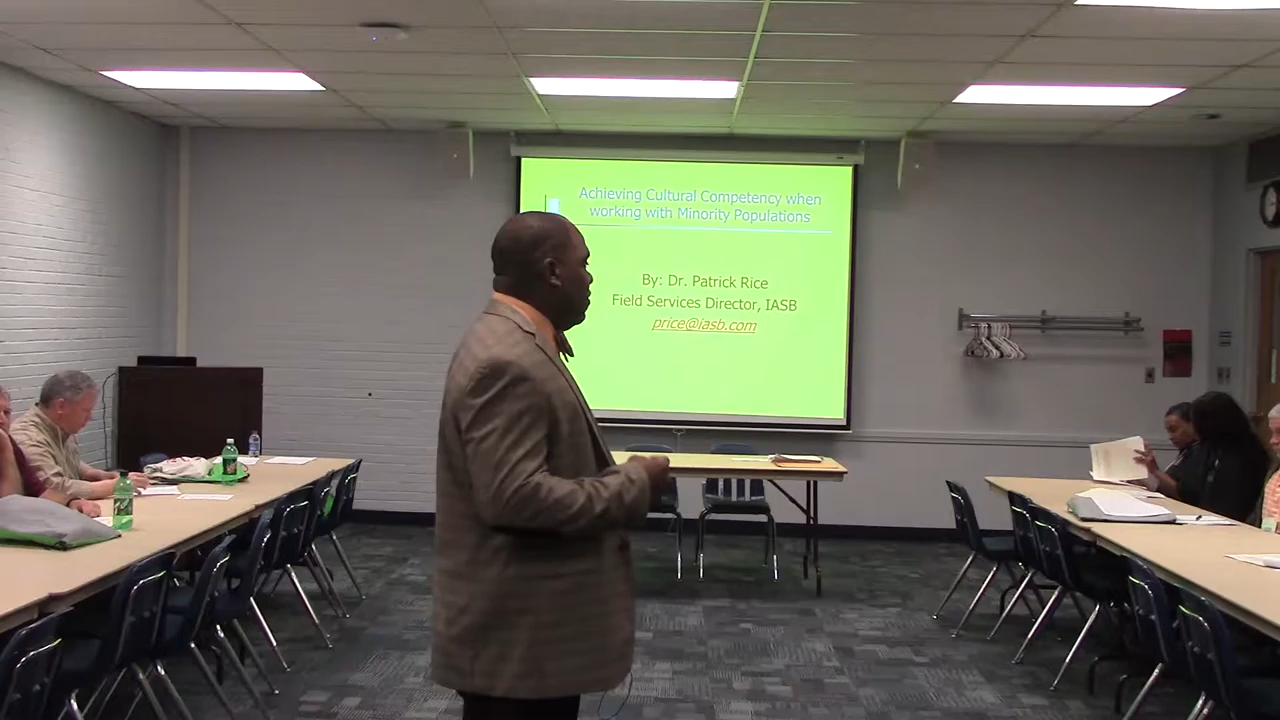 Achieving Cultural Competency when
working with Minority Populations
By: Dr. Patrick Rice
Field Services Director, IASB
price@iasb.com